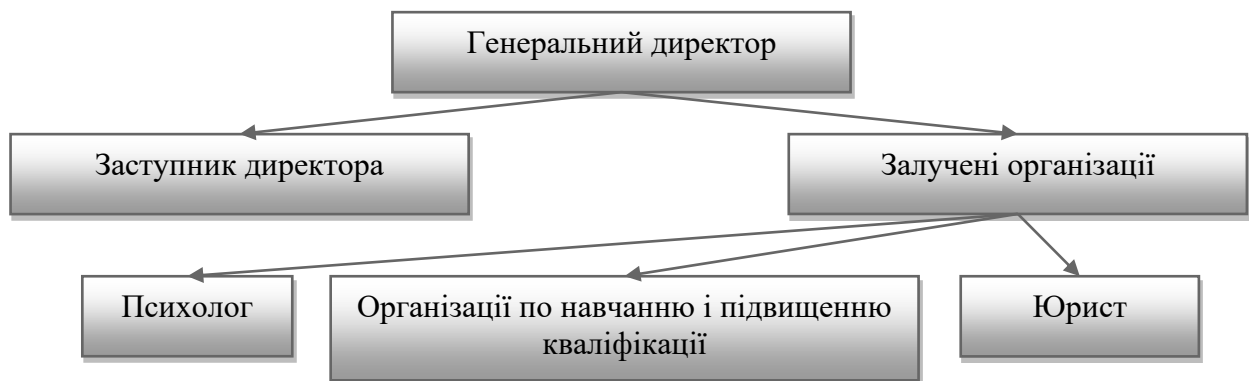 Генеральний директор
Заступник директора
Залучені організації
Психолог
Організації по навчанню і підвищенню
кваліфікації
Юрист